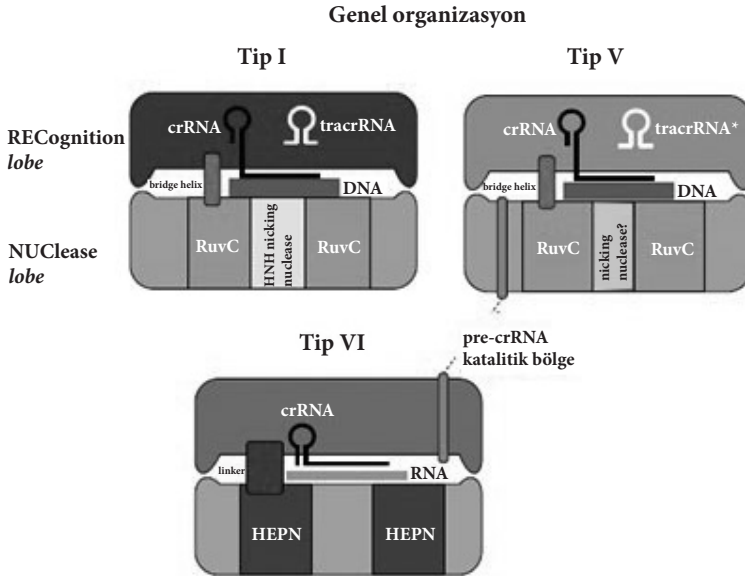 Genel organizasyon
Tip I
Tip V
RECognition
lobe
crRNA
tracrRNA
bridge helix
DNA
crRNA
tracrRNA*
bridge helix
DNA
NUClease
lobe
RuvC
HNH nicking
nuclease
RuvC
RuvC
nicking
nuclease?
RuvC
Tip VI
pre-crRNA
katalitik bölge
crRNA
linker
RNA
HEPN
HEPN